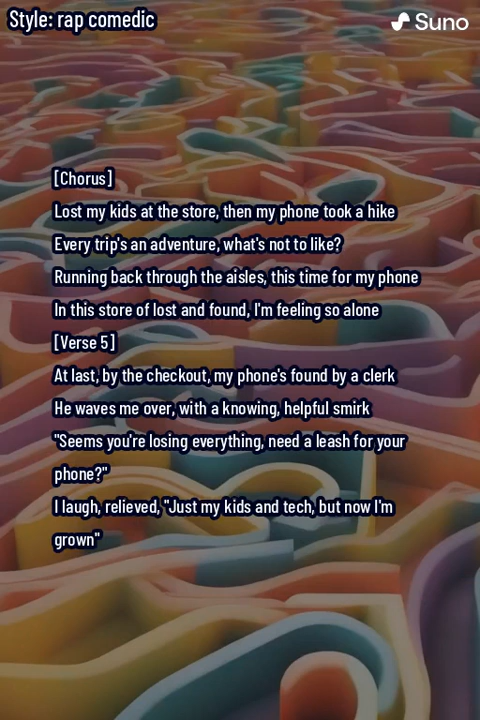 Style: rap comedic
Suno
[Chorus]
Lost my kids at the store, then my phone took a hike
Every trip's an adventure, what's not to like?
Running back through the aisles, this time for my phone
In this store of lost and found, I'm feeling so alone
[Verse 5]
At last, by the checkout, my phone's found by a clerk
He waves me over, with a knowing, helpful smirk
"Seems you're losing everything, need a leash for your
phone?"
I laugh, relieved, "Just my kids and tech, but now I'm
grown"